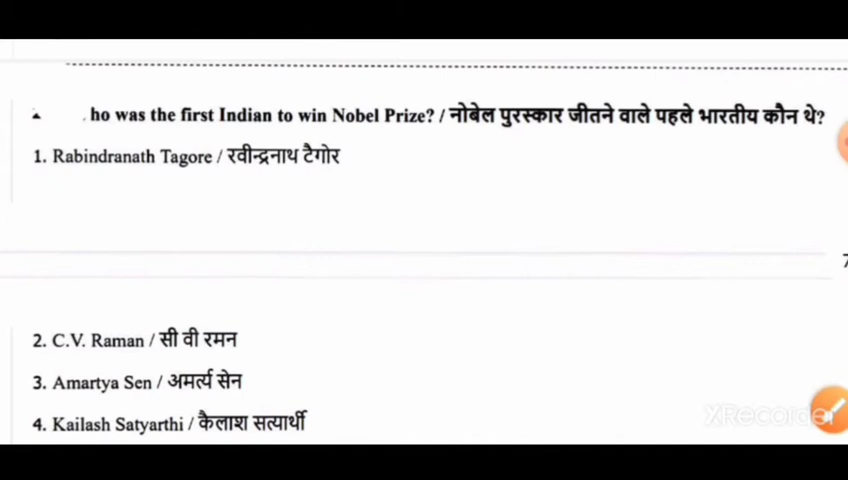 ho was the first Indian to win Nobel Prize? / नोबेल पुरस्कार जीतने वाले पहले भारतीय कौन थे?
1. Rabindranath Tagore / रवीन्द्रनाथ टैगोर
7
2. C.V. Raman / सी वी रमन
3. Amartya Sen / अमर्त्य सेन
4. Kailash Satyarthi / कैलाश सत्यार्थी
XRecorder